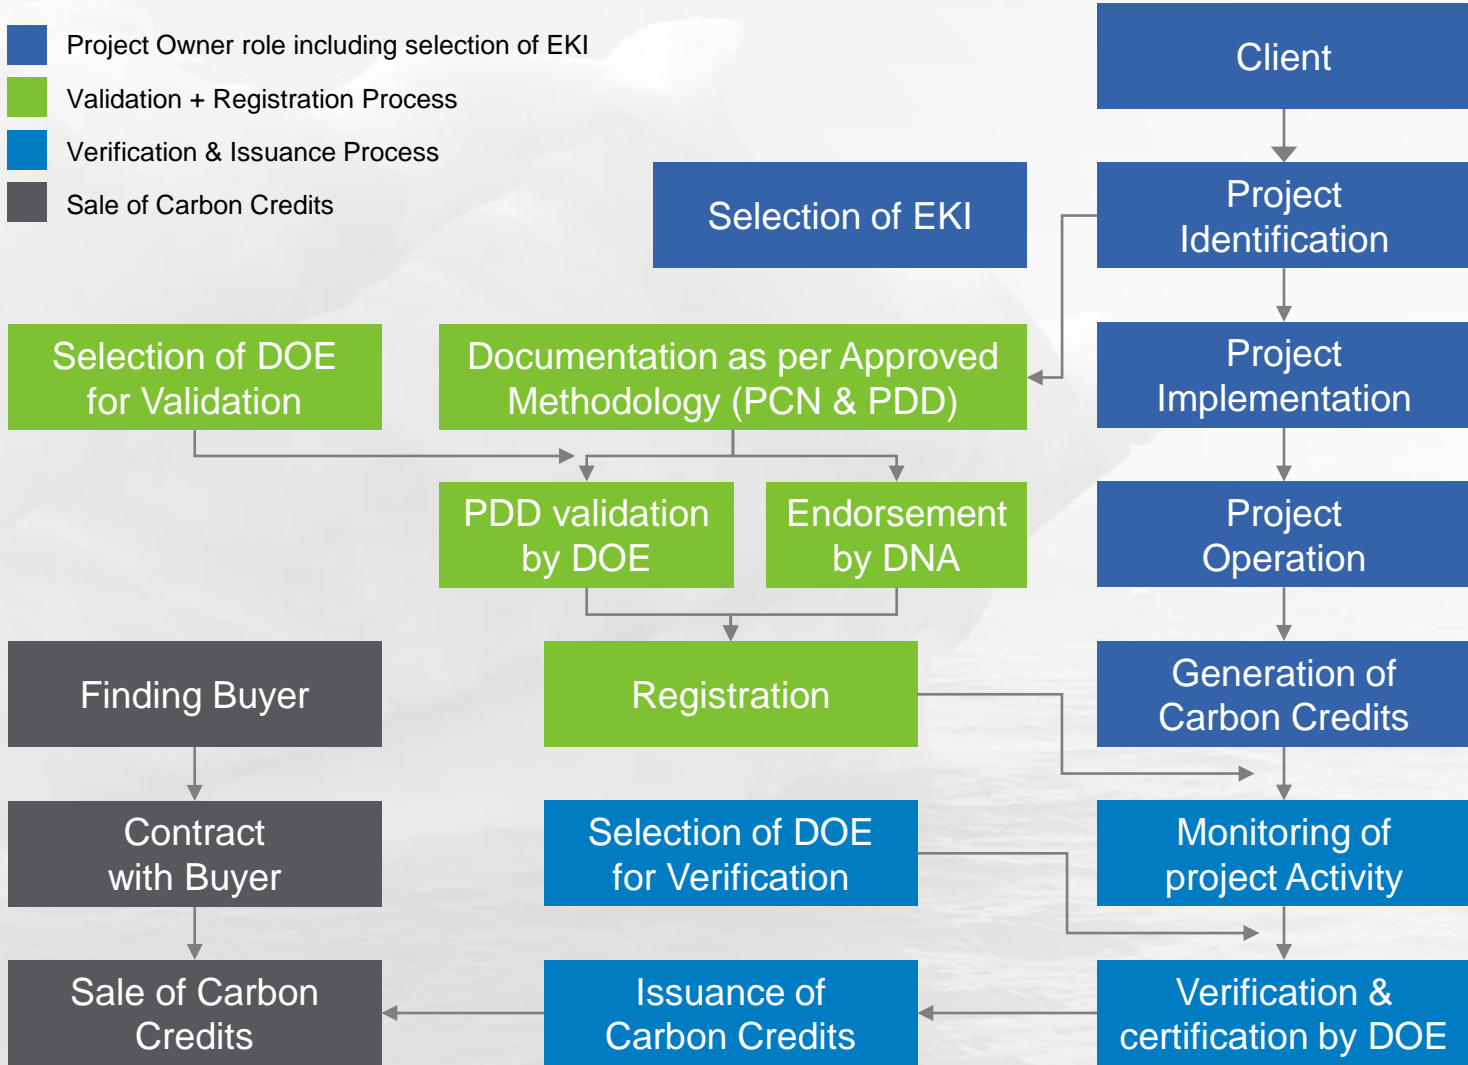 Project Owner role including selection of EKI
Validation + Registration Process
Verification & Issuance Process
Sale of Carbon Credits
Client
Selection of EKI
Project
Identification
Selection of DOE
for Validation
Documentation as per Approved
Methodology (PCN & PDD)
Project
Implementation
PDD validation
by DOE
Endorsement
by DNA
Project
Operation
Finding Buyer
Registration
Generation of
Carbon Credits
Contract
with Buyer
Selection of DOE
for Verification
Monitoring of
project Activity
Sale of Carbon
Credits
Issuance of
Carbon Credits
Verification &
certification by DOE